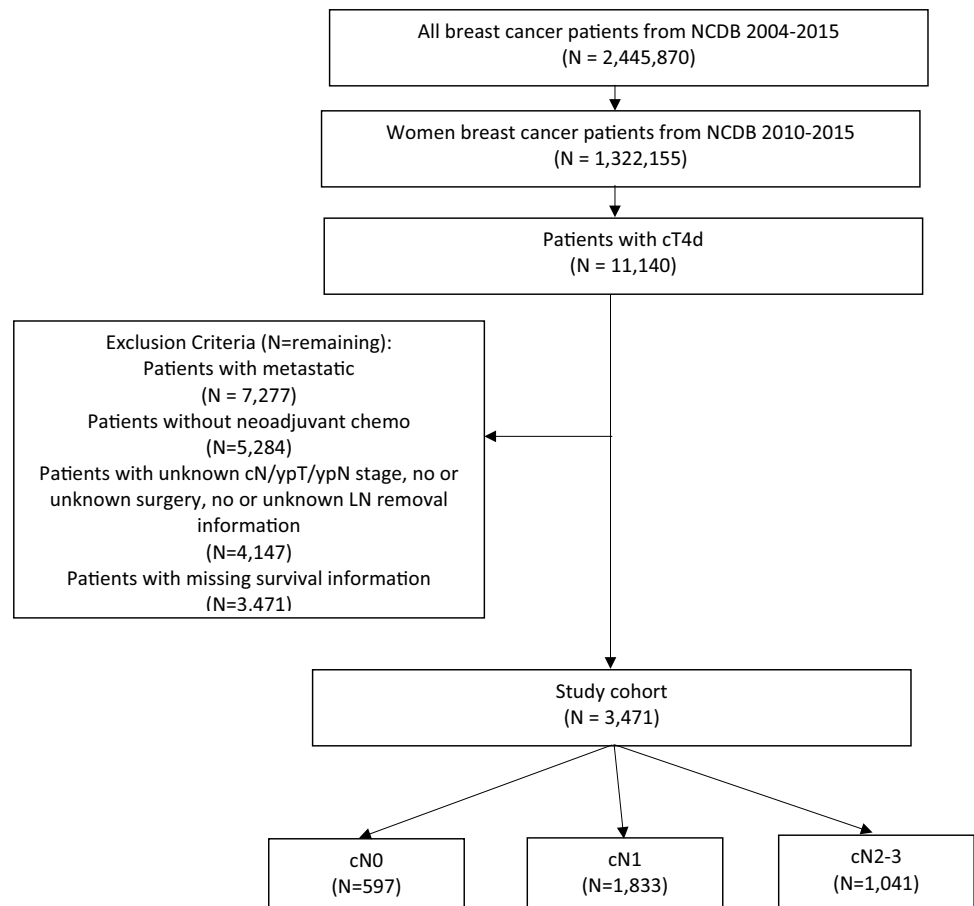 All breast cancer patients from NCDB 2004-2015
(N = 2,445,870)
Women breast cancer patients from NCDB 2010-2015
(N = 1,322,155)
Patients with cT4d
(N = 11,140)
Exclusion Criteria (N=remaining):
Patients with metastatic
(N = 7,277)
Patients without neoadjuvant chemo
(N=5,284)
Patients with unknown cN/ypT/ypN stage, no or
unknown surgery, no or unknown LN removal
information
(N=4,147)
Patients with missing survival information
(N=3.471)
Study cohort
(N = 3,471)
cN0
(N=597)
cN1
(N=1,833)
cN2-3
(N=1,041)